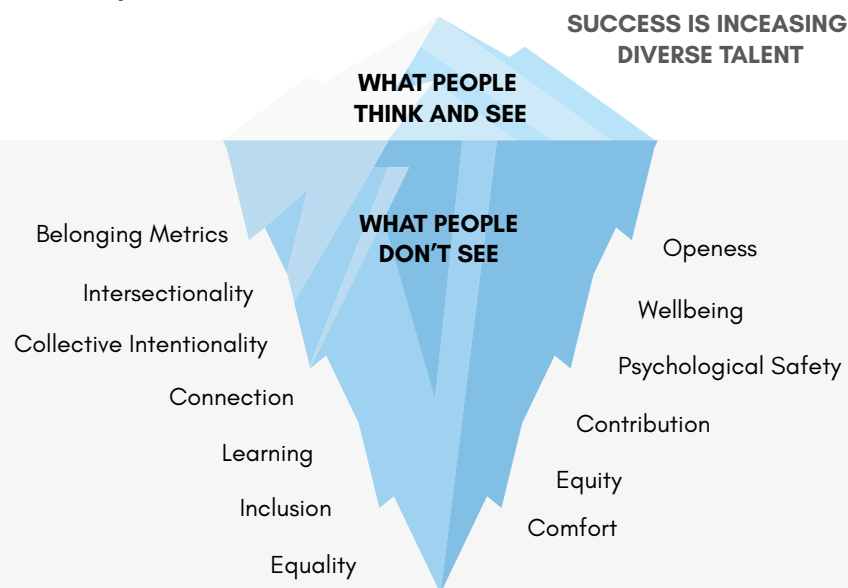 SUCCESS IS INCEASING
DIVERSE TALENT
WHAT PEOPLE
THINK AND SEE
WHAT PEOPLE
DON’T SEE
Belonging Metrics
Intersectionality
Collective Intentionality
Connection
Learning
Inclusion
Equality
Openess
Wellbeing
Psychological Safety
Contribution
Equity
Comfort